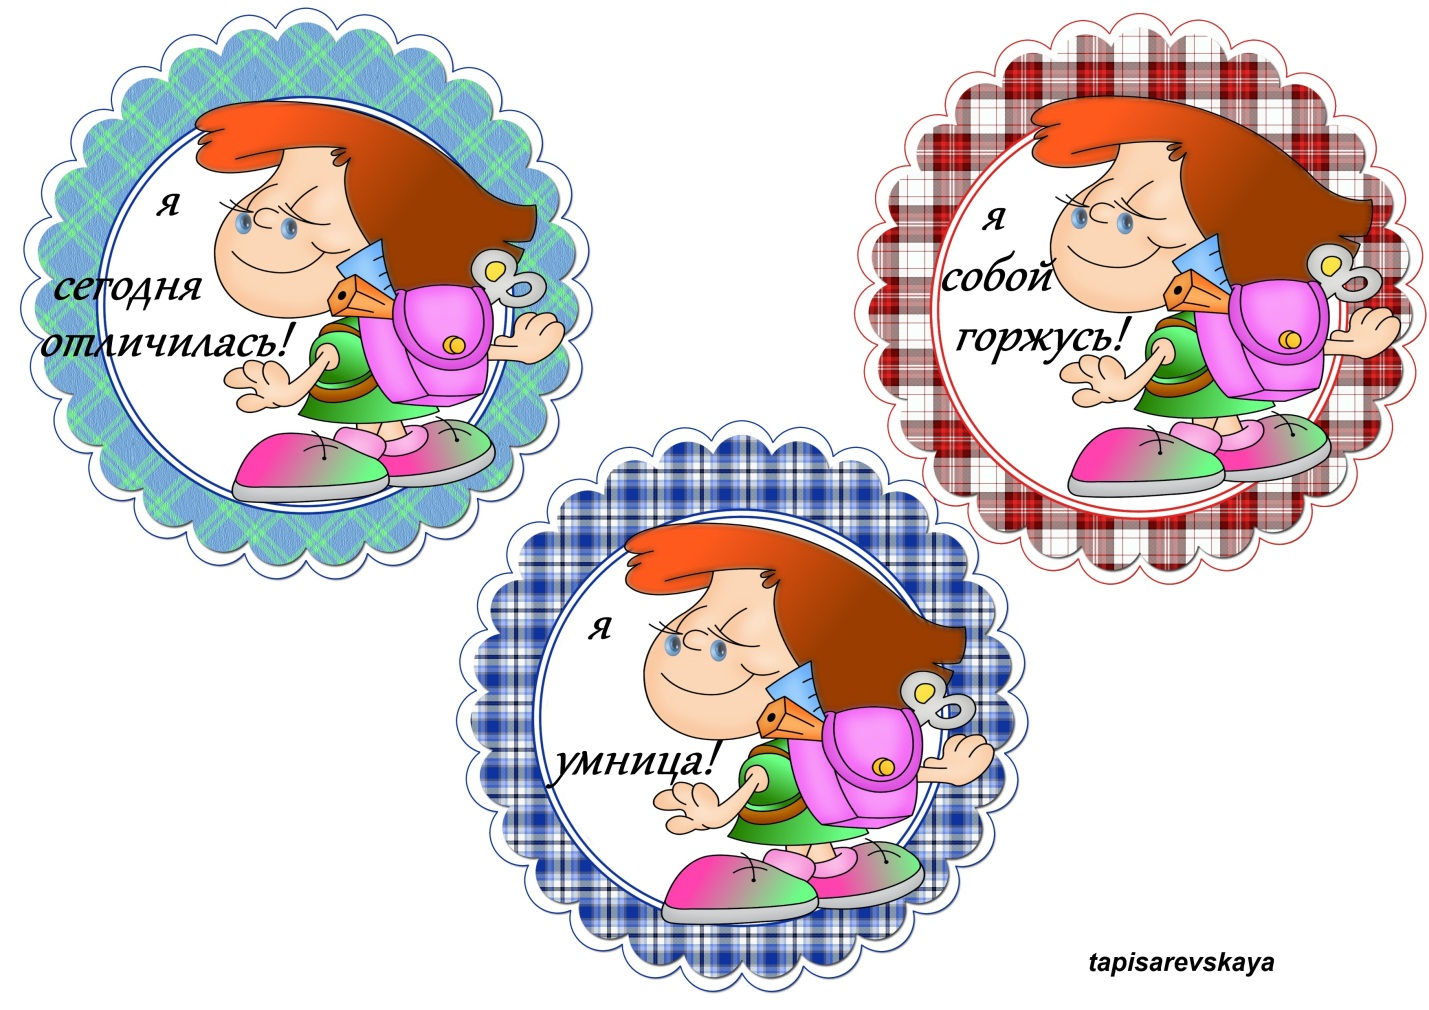 я
сегодня
отличилась!
я
собой
горжусь!
я
умница!
tapisarevskaya